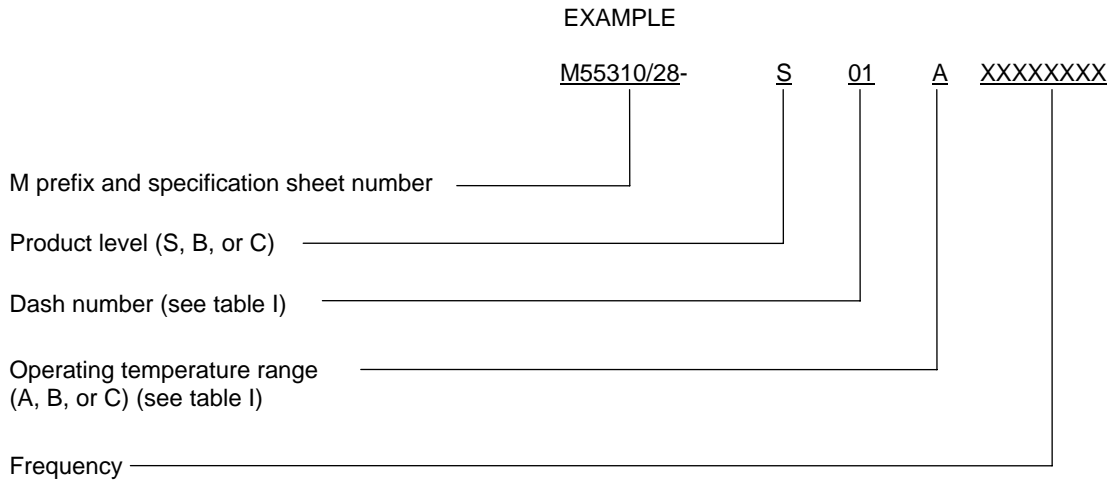 EXAMPLE
M55310/28- S 01 A XXXXXXXX
M prefix and specification sheet number
Product level (S, B, or C)
Dash number (see table I)
Operating temperature range
(A, B, or C) (see table I)
Frequency